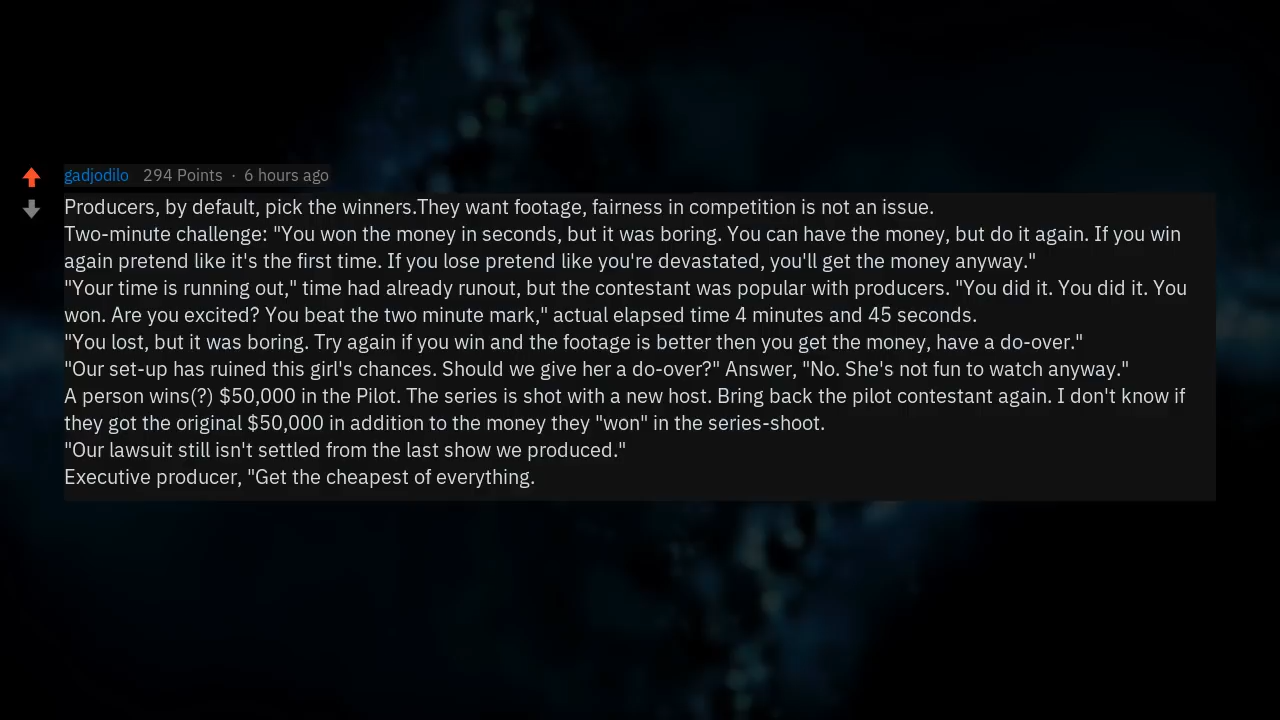 gadjodilo 294 Points · 6 hours ago
Producers, by default, pick the winners.They want footage, fairness in competition is not an issue.
Two-minute challenge: "You won the money in seconds, but it was boring. You can have the money, but do it again. If you win
again pretend like it's the first time. If you lose pretend like you're devastated, you'll get the money anyway."
"Your time is running out," time had already runout, but the contestant was popular with producers. "You did it. You did it. You
won. Are you excited? You beat the two minute mark," actual elapsed time 4 minutes and 45 seconds.
"You lost, but it was boring. Try again if you win and the footage is better then you get the money, have a do-over."
"Our set-up has ruined this girl's chances. Should we give her a do-over?" Answer, "No. She's not fun to watch anyway."
A person wins(?) $50,000 in the Pilot. The series is shot with a new host. Bring back the pilot contestant again. I don't know if
they got the original $50,000 in addition to the money they "won" in the series-shoot.
"Our lawsuit still isn't settled from the last show we produced."
Executive producer, "Get the cheapest of everything.